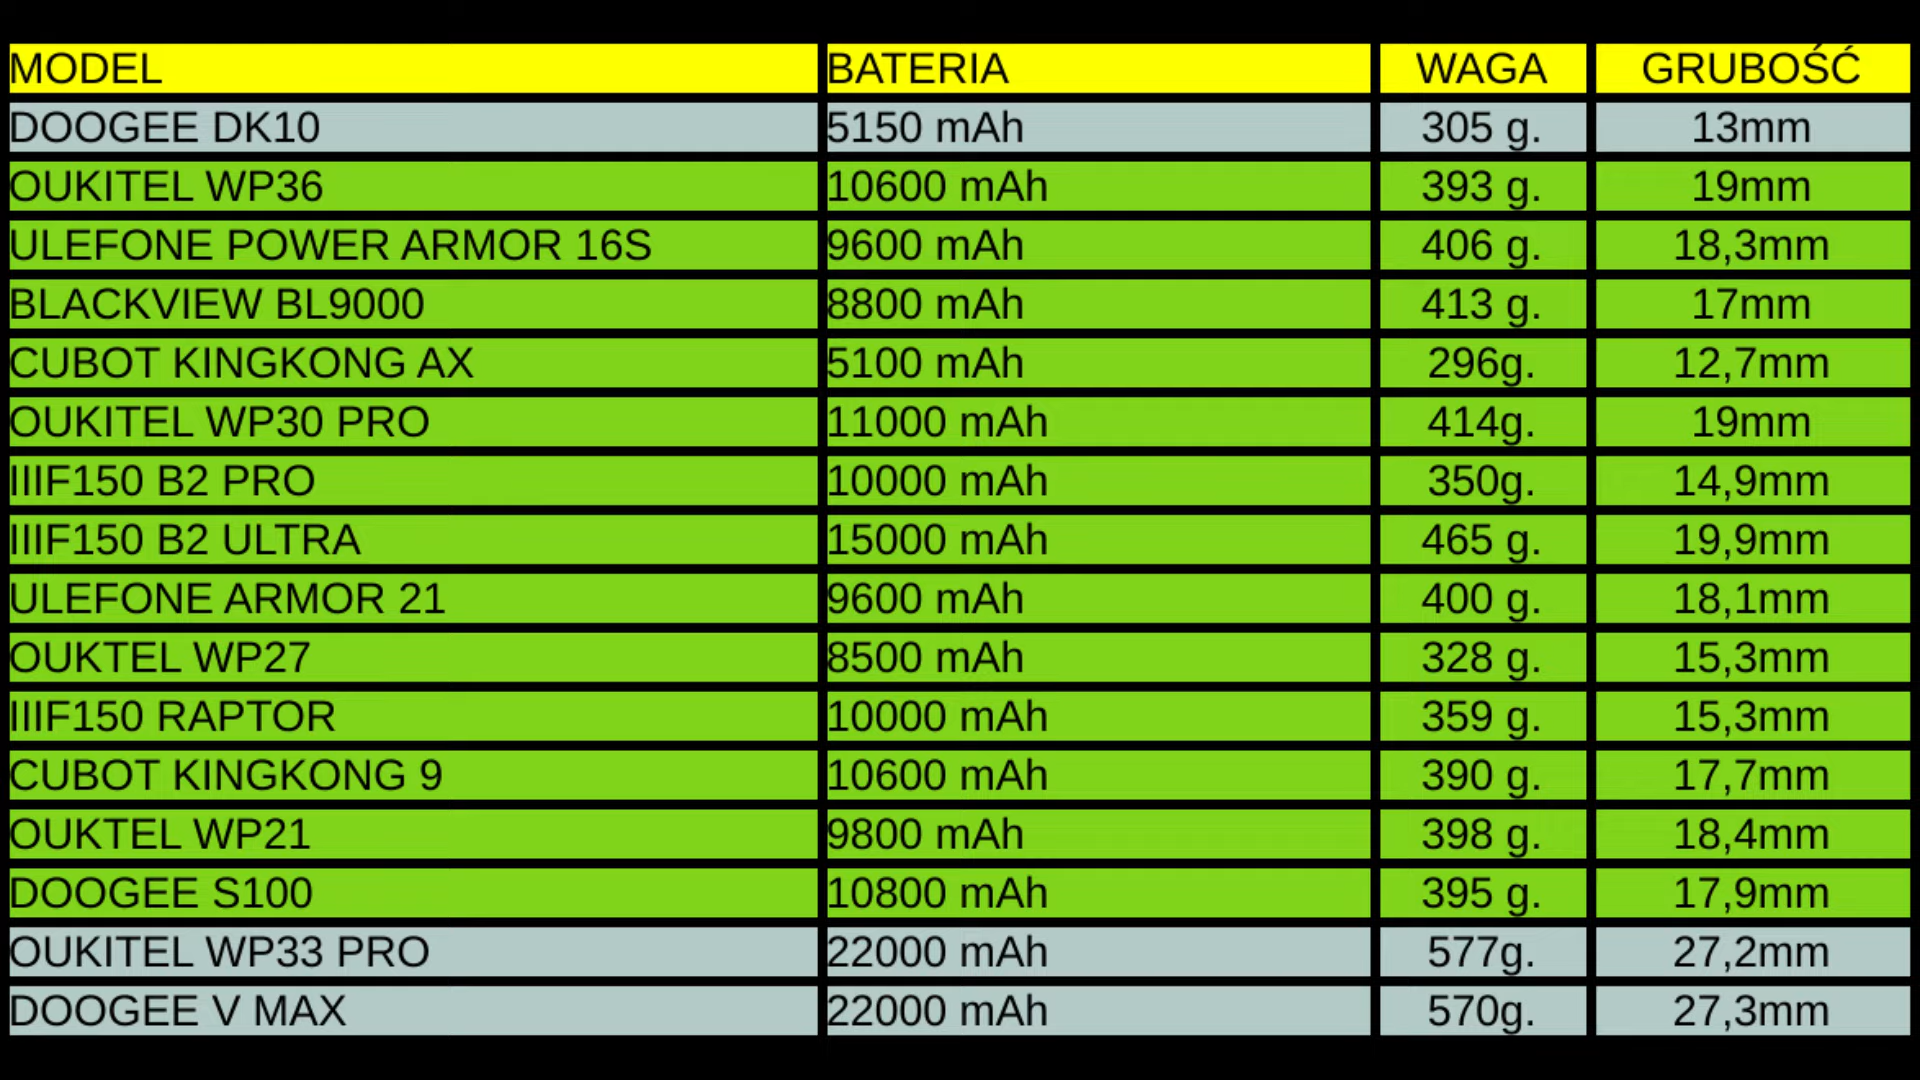 MODEL BATERIA WAGA GRUBOŚĆ
DOOGEE DK10 5150 mAh 305 g. 13mm
OUKITEL WP36 10600 mAh 393 g. 19mm
ULEFONE POWER ARMOR 16S 9600 mAh 406 g. 18,3mm
BLACKVIEW BL9000 8800 mAh 413 g. 17mm
CUBOT KINGKONG AX 5100 mAh 296g. 12,7mm
OUKITEL WP30 PRO 11000 mAh 414g. 19mm
IIIF150 B2 PRO 10000 mAh 350g. 14,9mm
IIIF150 B2 ULTRA 15000 mAh 465 g. 19,9mm
ULEFONE ARMOR 21 9600 mAh 400 g. 18,1mm
OUKTEL WP27 8500 mAh 328 g. 15,3mm
IIIF150 RAPTOR 10000 mAh 359 g. 15,3mm
CUBOT KINGKONG 9 10600 mAh 390 g. 17,7mm
OUKTEL WP21 9800 mAh 398 g. 18,4mm
DOOGEE S100 10800 mAh 395 g. 17,9mm
OUKITEL WP33 PRO 22000 mAh 577g. 27,2mm
DOOGEE V MAX 22000 mAh 570g. 27,3mm